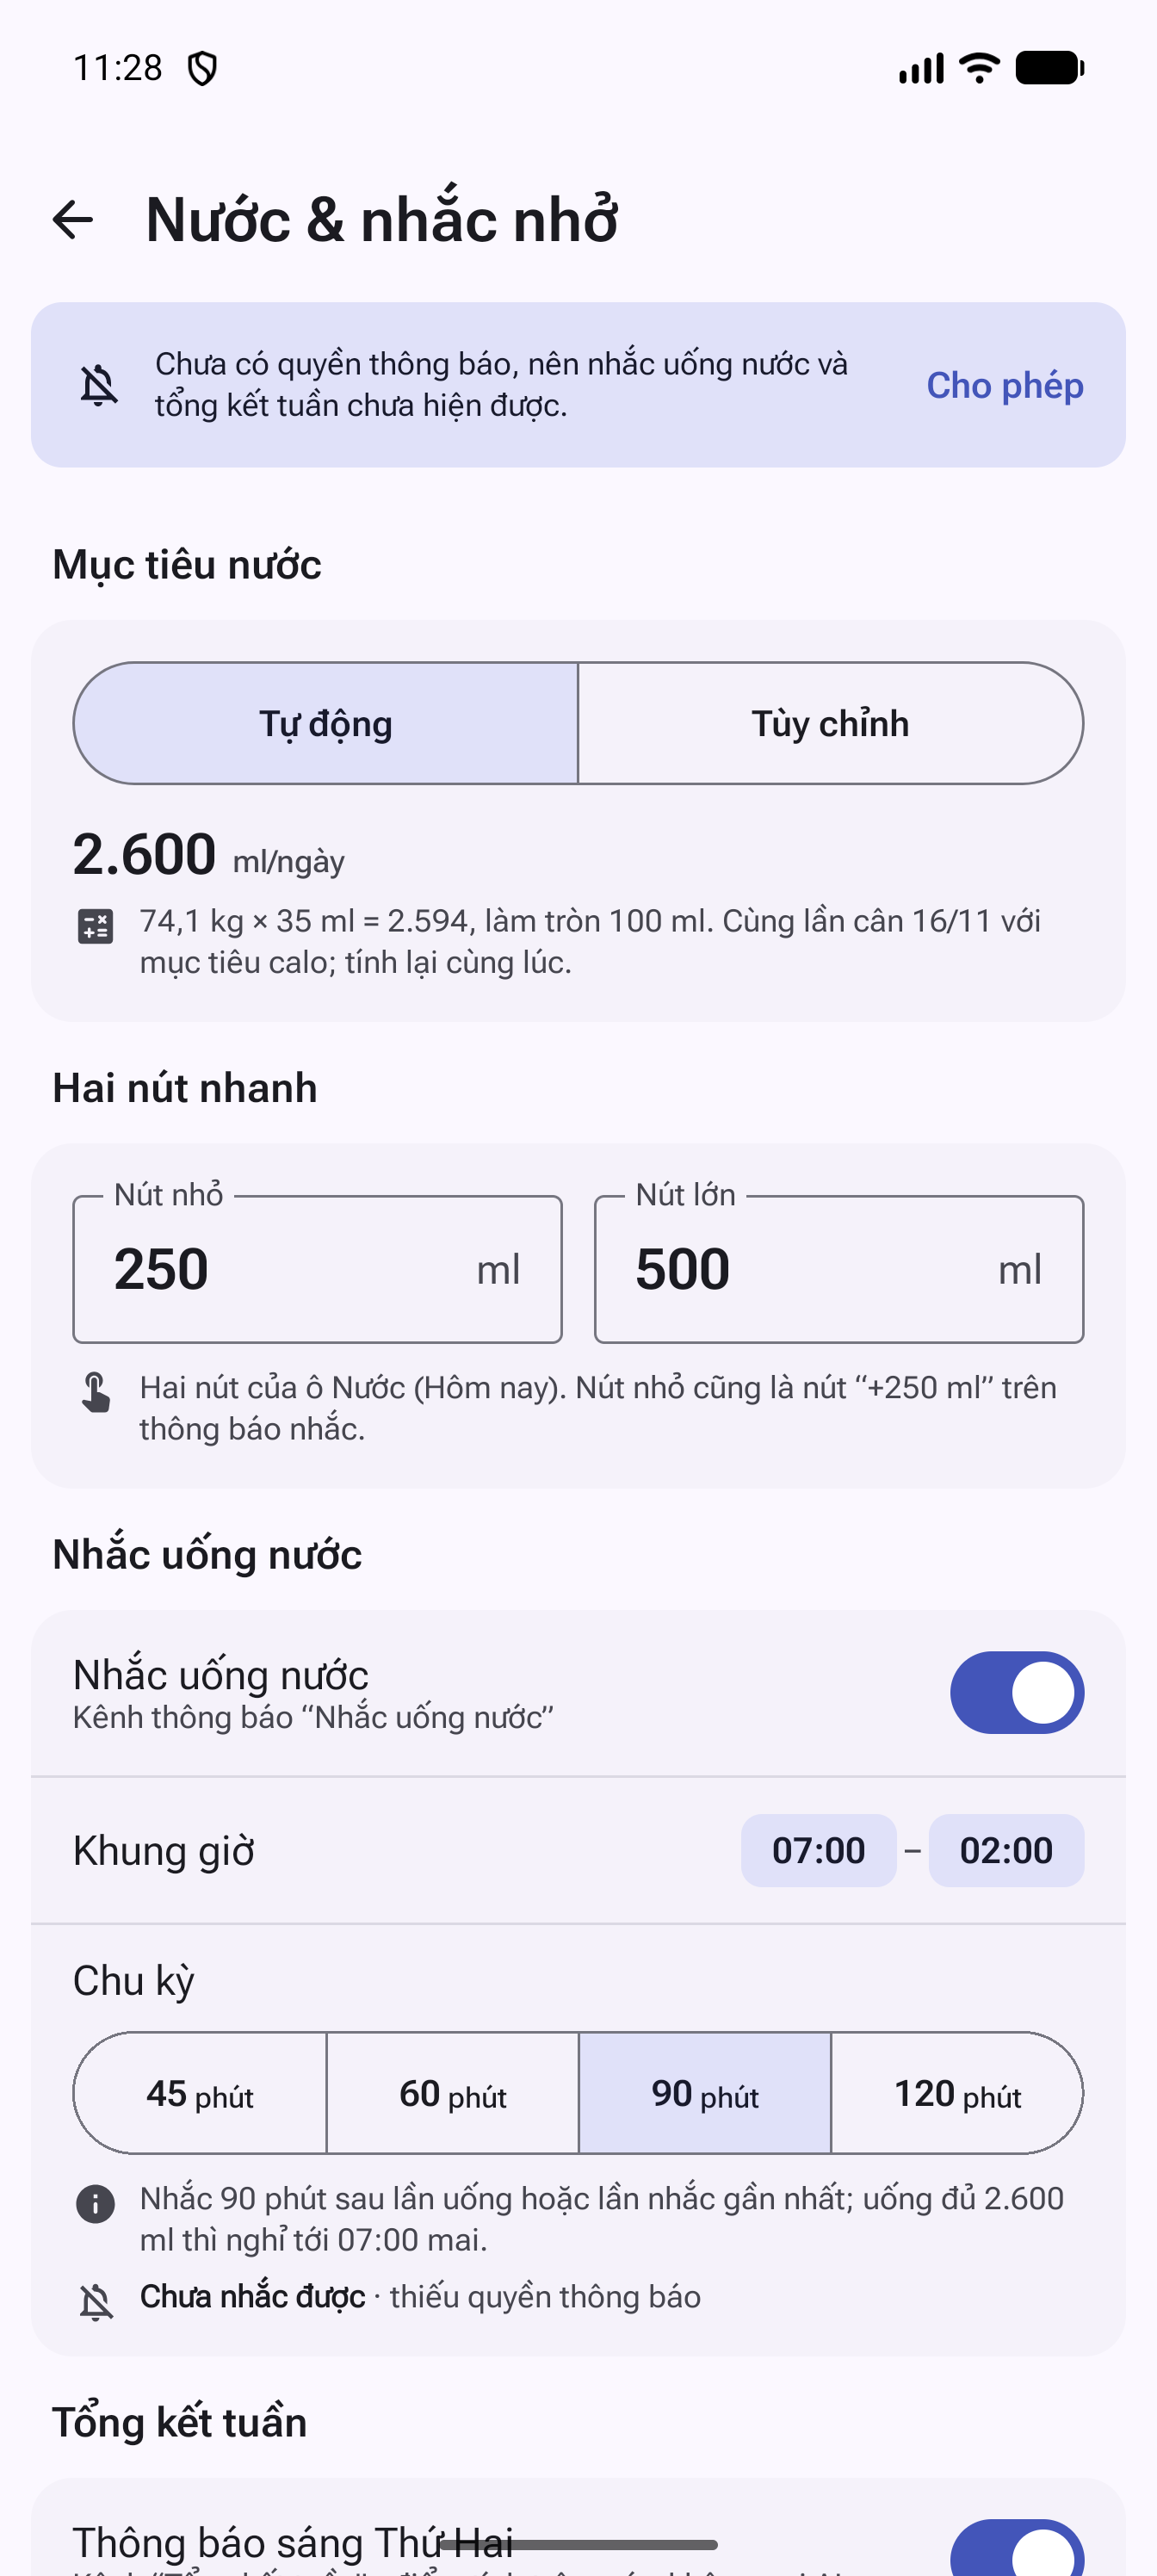 11:28
Nước & nhắc nhở
Chưa có quyền thông báo, nên nhắc uống nước và
tổng kết tuần chưa hiện được.
Cho phép
Mục tiêu nước
Tự động
Tùy chỉnh
2.600 ml/ngày
74,1 kg × 35 ml = 2.594, làm tròn 100 ml. Cùng lần cân 16/11 với
mục tiêu calo; tính lại cùng lúc.
Hai nút nhanh
Nút nhỏ
250 ml
Nút lớn
500 ml
Hai nút của ô Nước (Hôm nay). Nút nhỏ cũng là nút “+250 ml” trên
thông báo nhắc.
Nhắc uống nước
Nhắc uống nước
Kênh thông báo “Nhắc uống nước”
Khung giờ
07:00 – 02:00
Chu kỳ
45 phút
60 phút
90 phút
120 phút
Nhắc 90 phút sau lần uống hoặc lần nhắc gần nhất; uống đủ 2.600
ml thì nghỉ tới 07:00 mai.
Chưa nhắc được · thiếu quyền thông báo
Tổng kết tuần
Thông báo sáng Thứ Hai